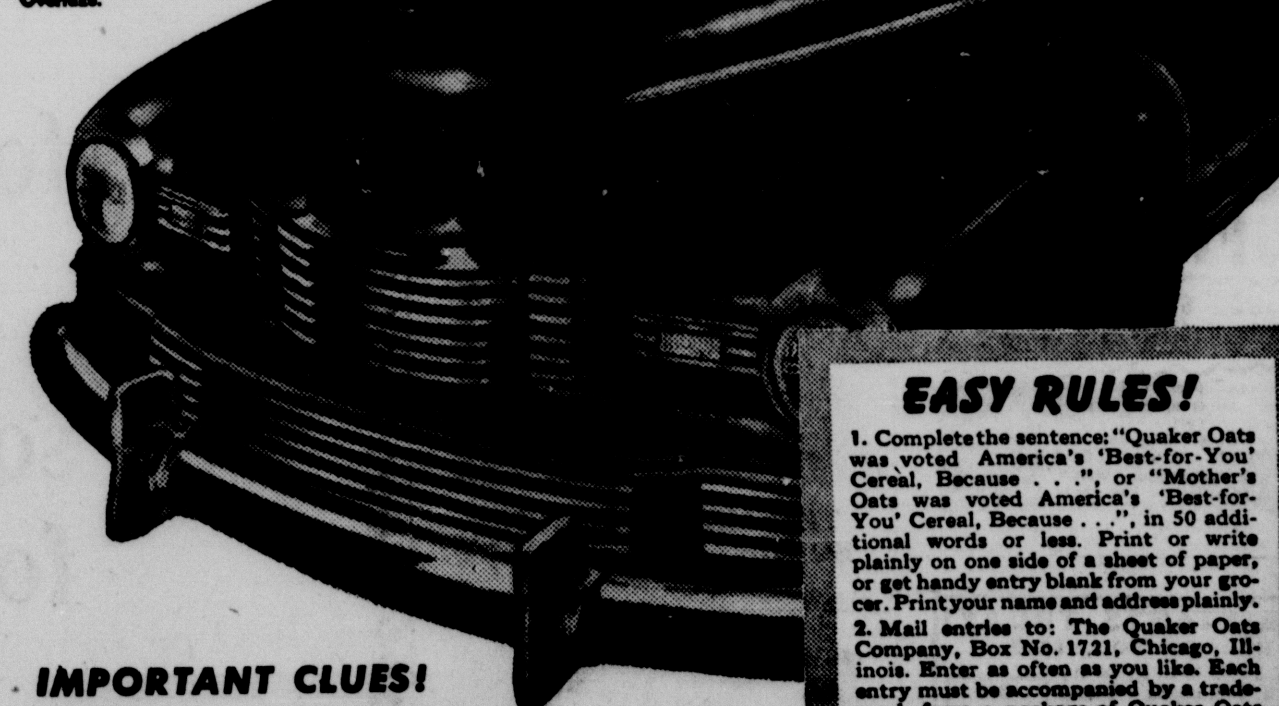 EASY RULES!
1. Complete the sentence: "Quaker Oats
was voted America's 'Best-for-You'
Cereal, Because . . .", or "Mother's
Oats was voted America's 'Best-for-
You' Cereal, Because . . .", in 50 addi-
tional words or less. Print or write
plainly on one side of a sheet of paper,
or get handy entry blank from your gro-
cer. Print your name and address plainly.
2. Mail entries to: The Quaker Oats
Company, Box No. 1721, Chicago, Ill-
inois. Enter as often as you like. Each
entry must be accompanied by a trade-
IMPORTANT CLUES!